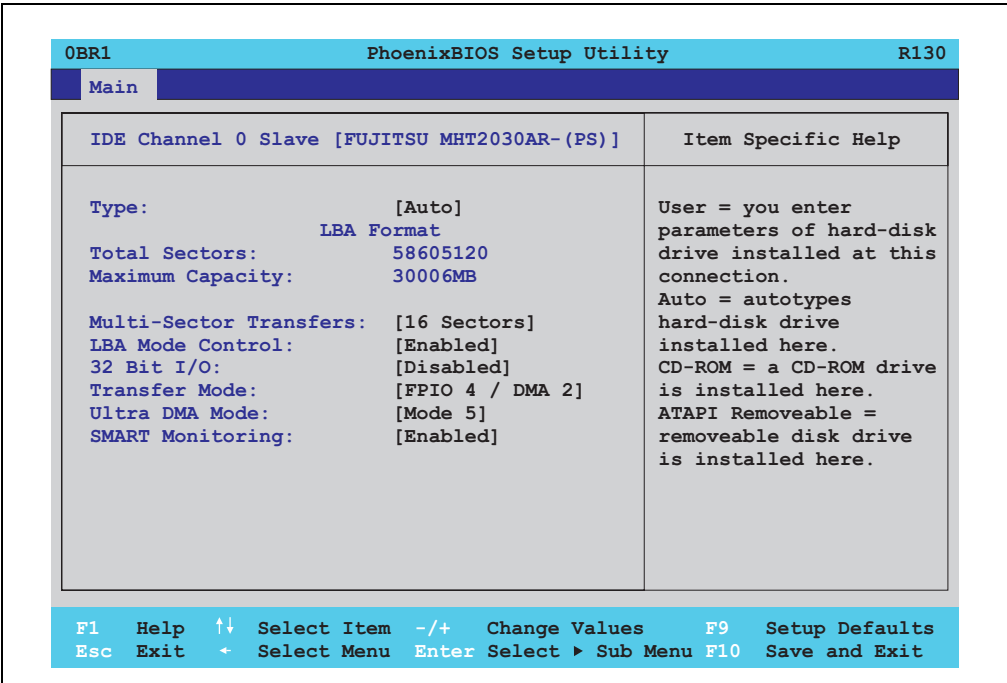 0BR1 PhoenixBIOS Setup Utility R130
Main
IDE Channel 0 Slave [FUJITSU MHT2030AR-(PS)]
Type: [Auto]
LBA Format
Total Sectors: 58605120
Maximum Capacity: 30006MB
Multi-Sector Transfers: [16 Sectors]
LBA Mode Control: [Enabled]
32 Bit I/O: [Disabled]
Transfer Mode: [FPIO 4 / DMA 2]
Ultra DMA Mode: [Mode 5]
SMART Monitoring: [Enabled]
Item Specific Help
User = you enter
parameters of hard-disk
drive installed at this
connection.
Auto = autotypes
hard-disk drive
installed here.
CD-ROM = a CD-ROM drive
is installed here.
ATAPI Removeable =
removeable disk drive
is installed here.
F1 Help ↑↓ Select Item -/+ Change Values F9 Setup Defaults
Esc Exit ← Select Menu Enter Select ▶ Sub Menu F10 Save and Exit